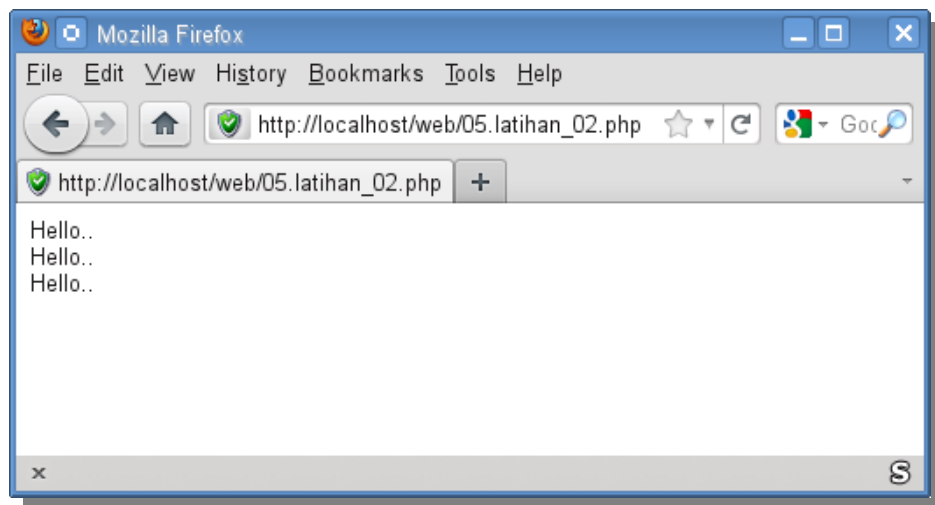 Mozilla Firefox
File Edit View History Bookmarks Tools Help
http://localhost/web/05.latihan_02.php Goo
http://localhost/web/05.latihan_02.php
Hello..
Hello..
Hello..
S